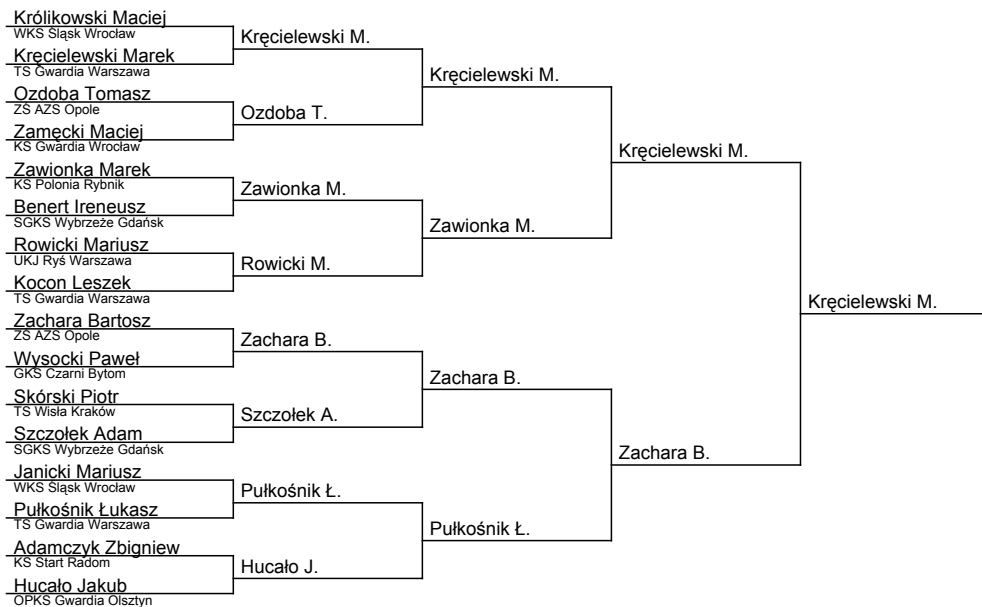 Królikowski Maciej
WKS Śląsk Wrocław
Kręcielewski Marek
TS Gwardia Warszawa
Ozdoba Tomasz
ZŚ AZS Opole
Zamęcki Maciej
KS Gwardia Wrocław
Zawionka Marek
KS Polonia Rybnik
Benert Ireneusz
SGKS Wybrzeże Gdańsk
Rowicki Mariusz
UKJ Ryś Warszawa
Kocon Leszek
TS Gwardia Warszawa
Zachara Bartosz
ZŚ AZS Opole
Wysocki Paweł
GKS Czarni Bytom
Skórski Piotr
TS Wisła Kraków
Szczołek Adam
SGKS Wybrzeże Gdańsk
Janicki Mariusz
WKS Śląsk Wrocław
Pułkośnik Łukasz
TS Gwardia Warszawa
Adamczyk Zbigniew
KS Start Radom
Hucało Jakub
OPKS Gwardia Olsztyn
Kręcielewski M.
Ozdoba T.
Zawionka M.
Rowicki M.
Zachara B.
Szczołek A.
Pułkośnik Ł.
Hucało J.
Kręcielewski M.
Zawionka M.
Zachara B.
Pułkośnik Ł.
Kręcielewski M.
Zachara B.
Kręcielewski M.